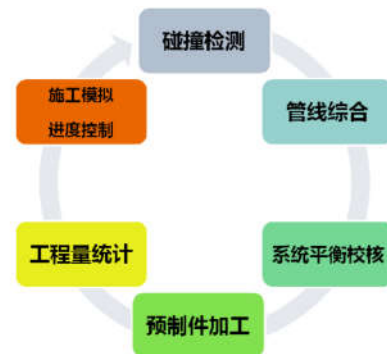 碰撞检测
管线综合
系统平衡校核
预制件加工
工程量统计
施工模拟
进度控制